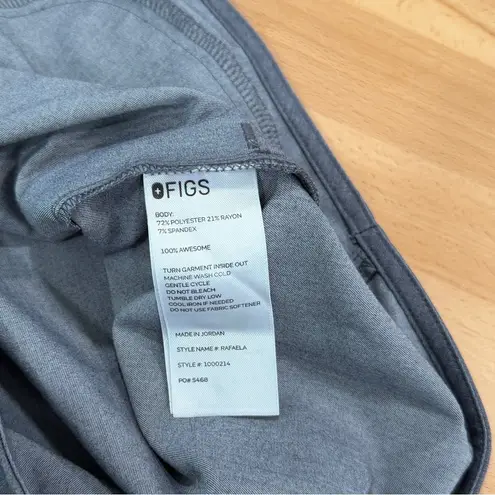 FIGS
BODY:
72% POLYESTER 21% RAYON
7% SPANDEX
100% AWESOME
TURN GARMENT INSIDE OUT
MACHINE WASH COLD
GENTLE CYCLE
DO NOT BLEACH
TUMBLE DRY LOW
COOL IRON IF NEEDED
DO NOT USE FABRIC SOFTENER
MADE IN JORDAN
STYLE NAME #: RAFAELA
STYLE #: 1000214
PO# 5468